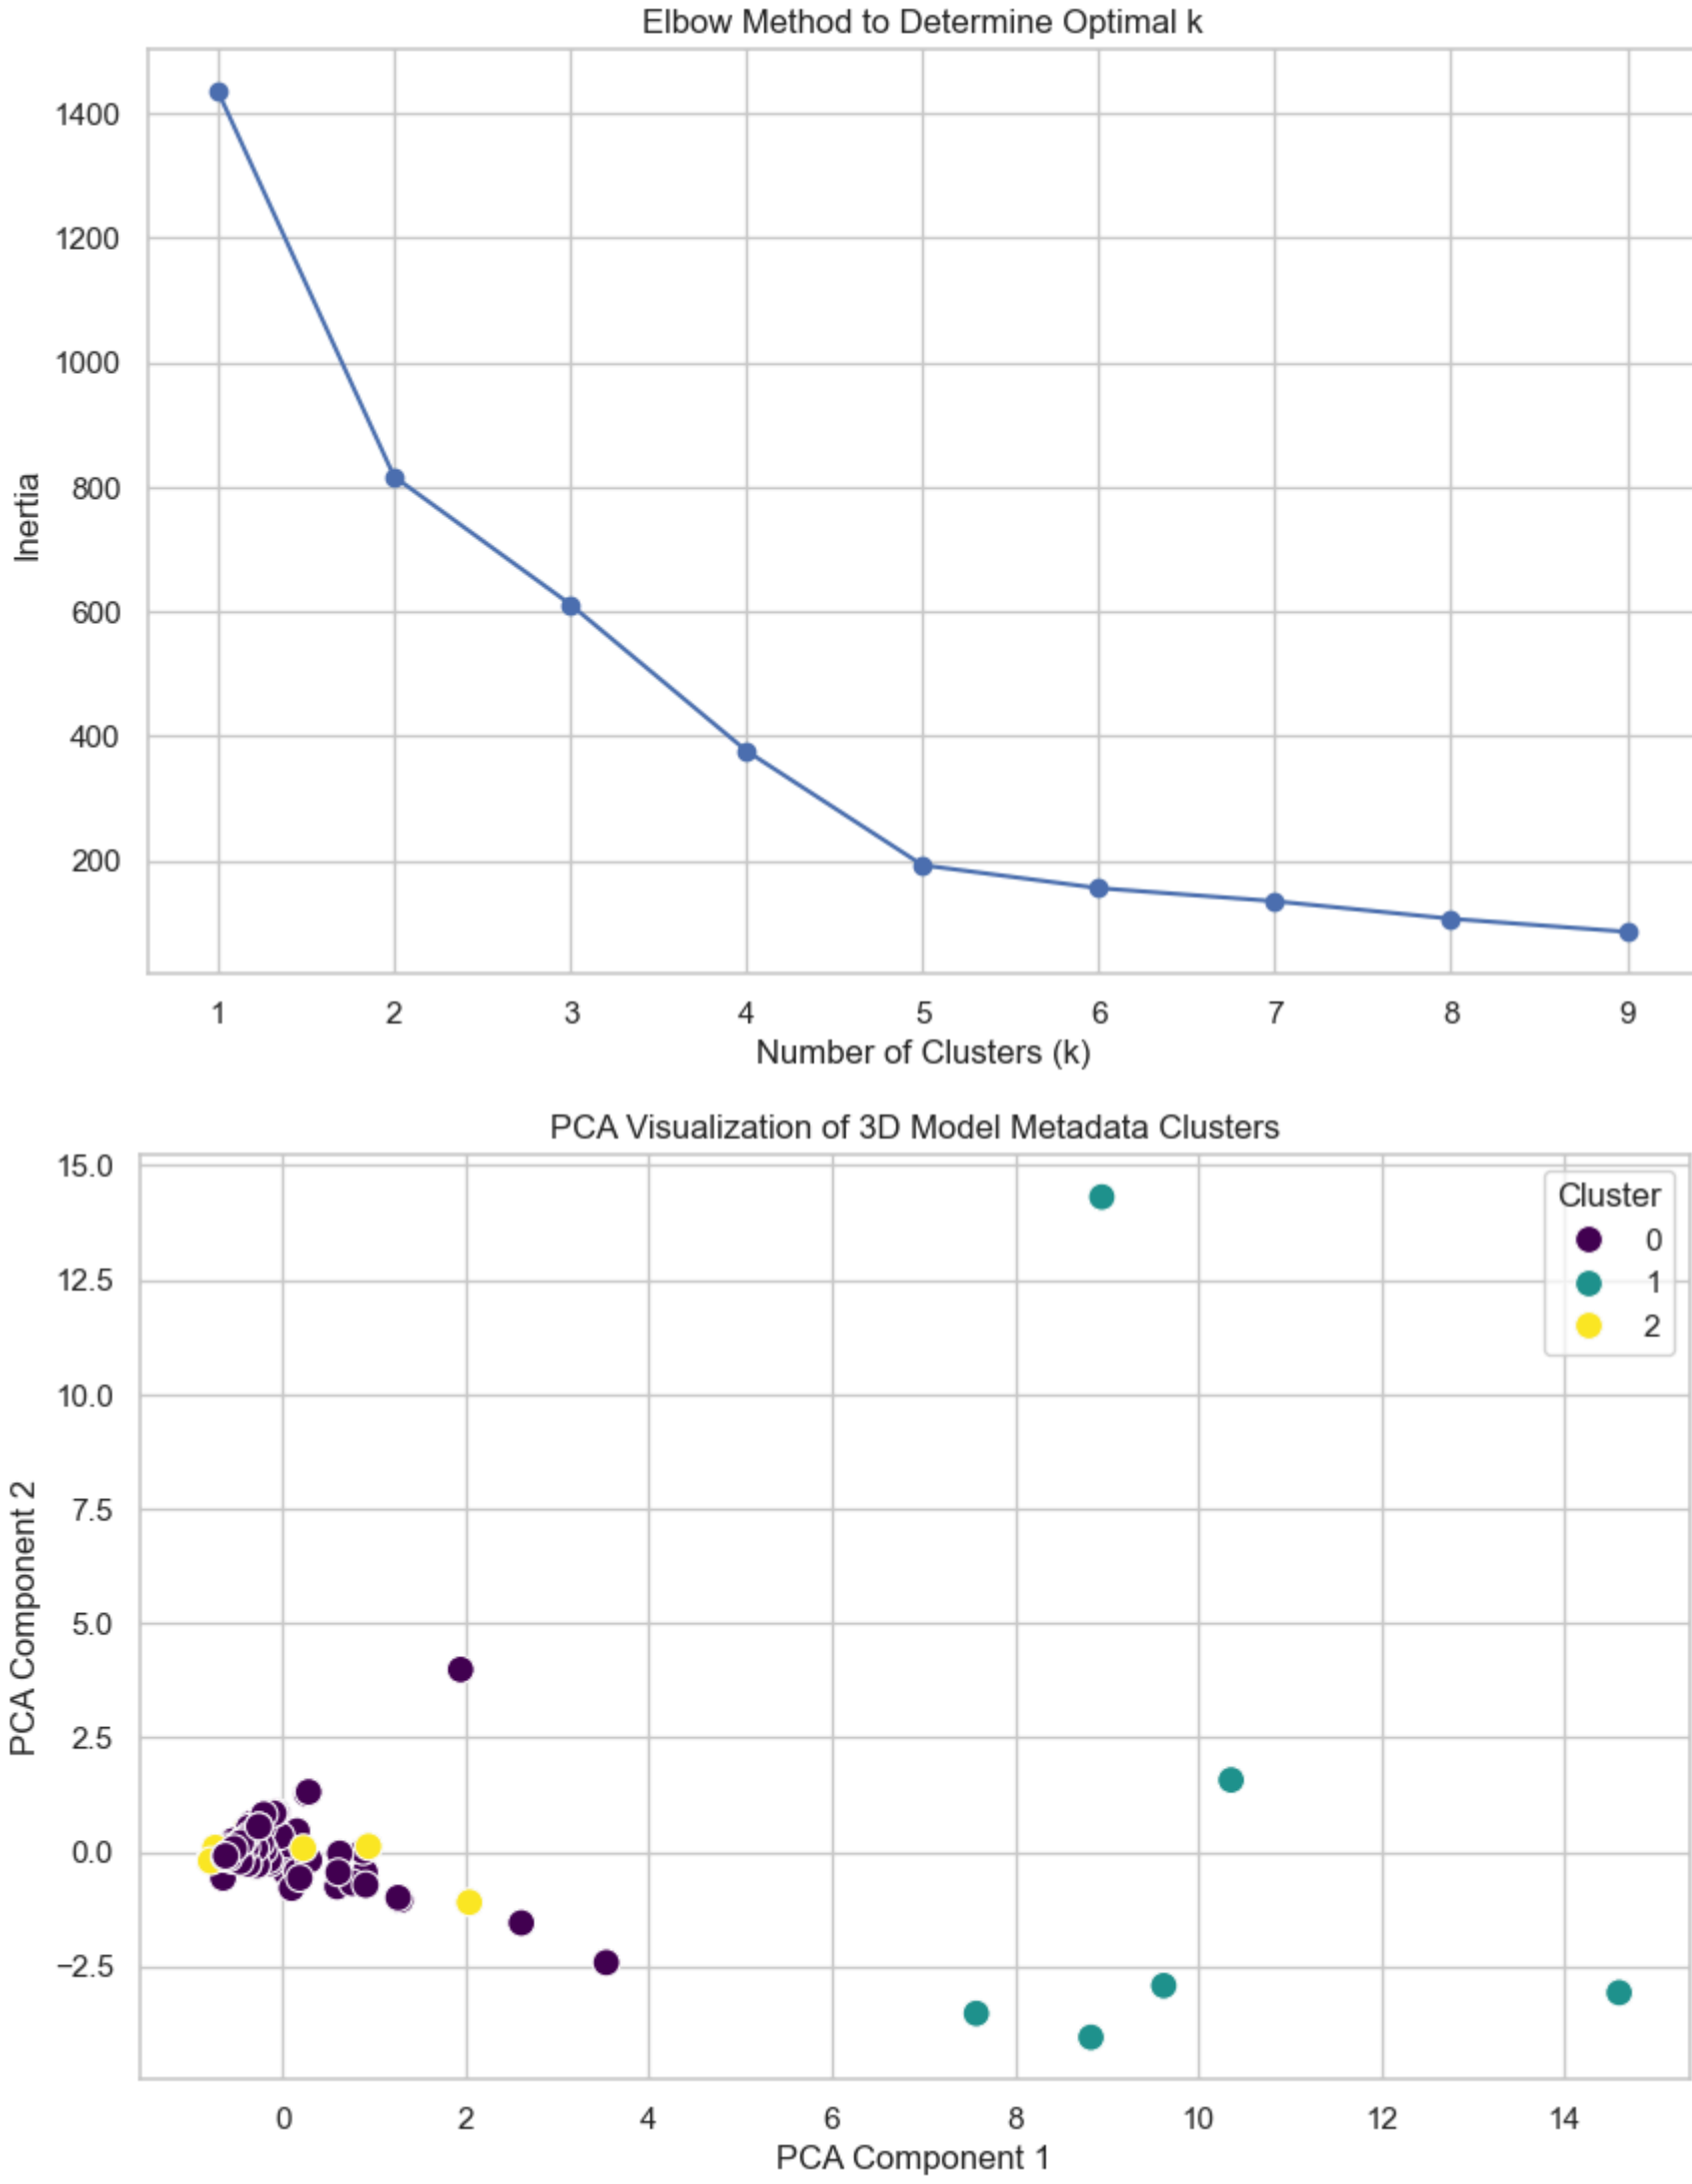 Elbow Method to Determine Optimal k
1400
1200
1000
800
600
400
200
Inertia
1 2 3 4 5 6 7 8 9
Number of Clusters (k)
PCA Visualization of 3D Model Metadata Clusters
15.0
12.5
10.0
7.5
5.0
2.5
0.0
−2.5
PCA Component 2
Cluster
0
1
2
0 2 4 6 8 10 12 14
PCA Component 1